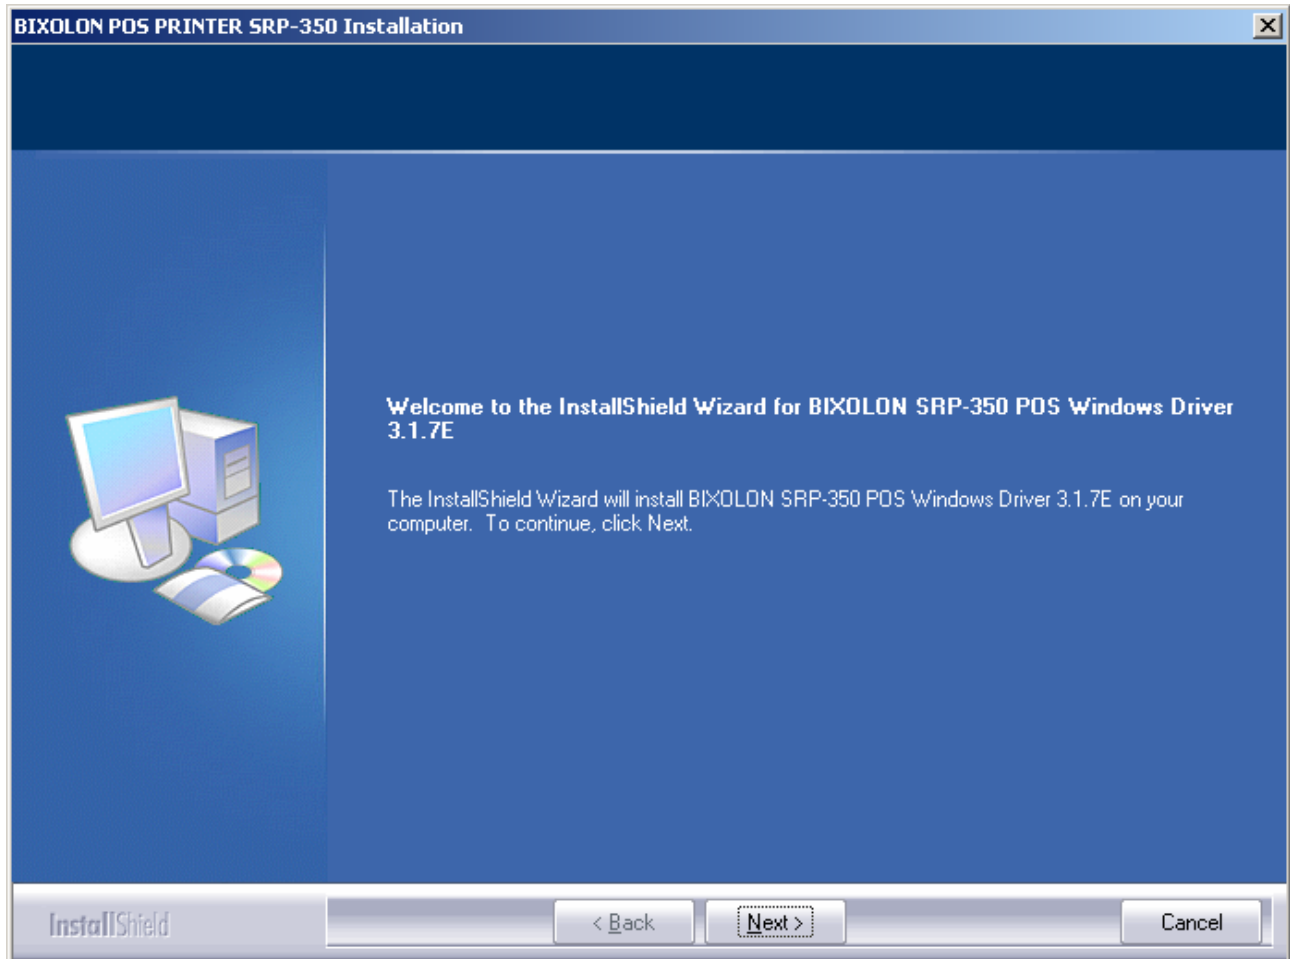 BIXOLON POS PRINTER SRP-350 Installation
Welcome to the InstallShield Wizard for BIXOLON SRP-350 POS Windows Driver
3.1.7E
The InstallShield Wizard will install BIXOLON SRP-350 POS Windows Driver 3.1.7E on your
computer. To continue, click Next.
InstallShield
< Back
Next >
Cancel